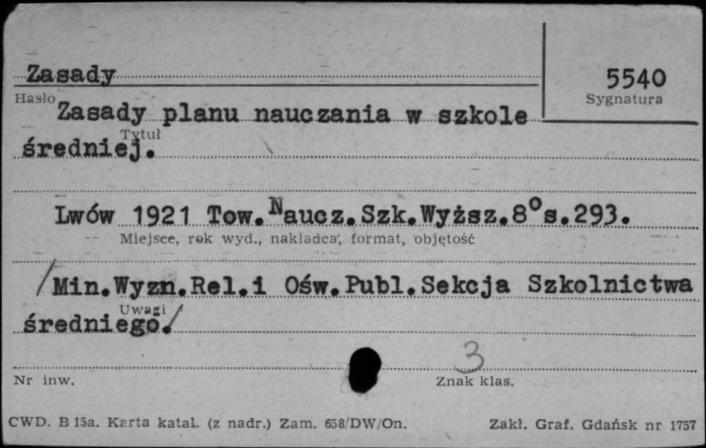 Zasady
5540
Hasło
Sygnatura
Zasady planu nauczania w szkole
Tytuł
średniej.
Lwów 1921 Tow.Naucz.Szk.Wyższ.8°s.293.
Miejsce, rok wyd., nakładca, format, objętość
/Min.Wyzn.Rel.i Ośw.Publ.Sekcja Szkolnictwa
Uwagi
średniego./
3
Nr inw.
Znak klas.
CWD. B 15a. Karta katal. (z nadr.) Zam. 658/DW/On.
Zakł. Graf. Gdańsk nr 1757